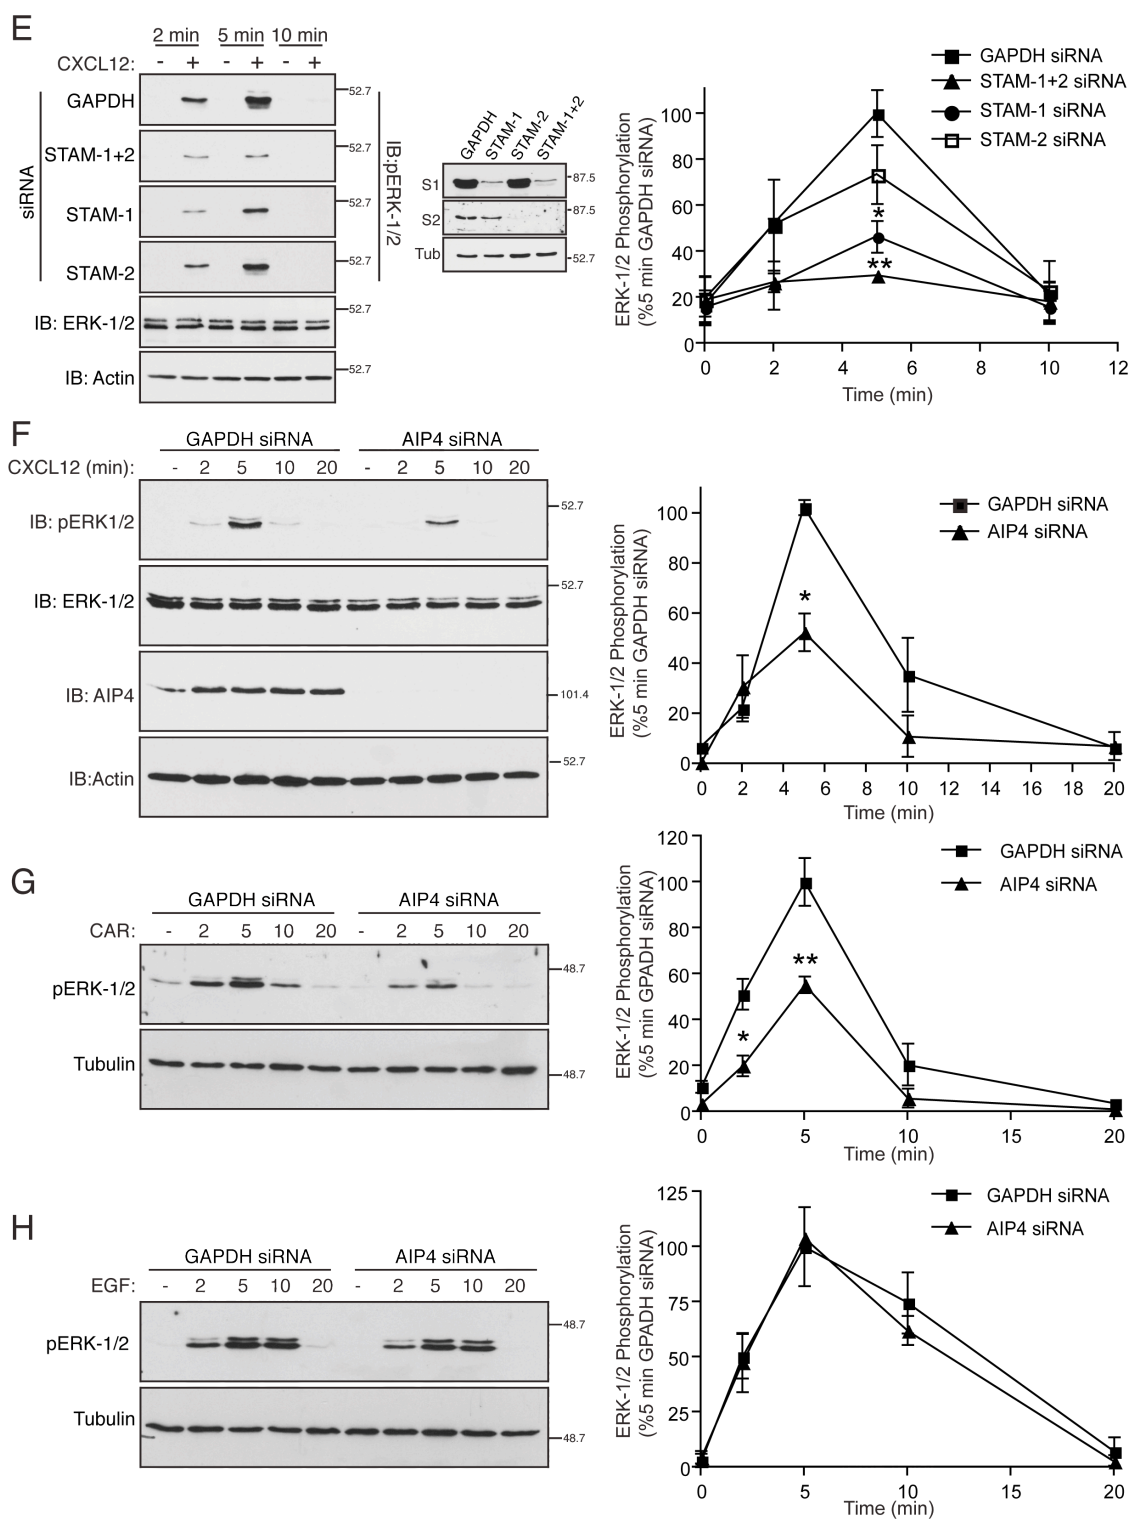 E
2 min 5 min 10 min
CXCL12: - + - + - +
siRNA
GAPDH
STAM-1+2
STAM-1
STAM-2
IB: ERK-1/2
IB: Actin
52.7
52.7
52.7
52.7
52.7
52.7
IB:pERK-1/2
GAPDH STAM-1 STAM-2 STAM-1+2
S1 87.5
S2 87.5
Tub 52.7
ERK-1/2 Phosphorylation
(%5 min GAPDH siRNA)
100
80
60
40
20
0
0 2 4 6 8 10 12
Time (min)
GAPDH siRNA
STAM-1+2 siRNA
STAM-1 siRNA
STAM-2 siRNA
*
**
F
GAPDH siRNA AIP4 siRNA
CXCL12 (min): - 2 5 10 20 - 2 5 10 20
IB: pERK1/2 52.7
IB: ERK-1/2 52.7
IB: AIP4 101.4
IB:Actin 52.7
ERK-1/2 Phosphorylation
(%5 min GAPDH siRNA)
100
80
60
40
20
0
0 2 4 6 8 10 12 14 16 18 20
Time (min)
GAPDH siRNA
AIP4 siRNA
*
G
GAPDH siRNA AIP4 siRNA
CAR: - 2 5 10 20 - 2 5 10 20
pERK-1/2 48.7
Tubulin 48.7
ERK-1/2 Phosphorylation
(%5 min GPADH siRNA)
120
100
80
60
40
20
0
0 5 10 15 20
Time (min)
GAPDH siRNA
AIP4 siRNA
**
*
H
GAPDH siRNA AIP4 siRNA
EGF: - 2 5 10 20 - 2 5 10 20
pERK-1/2 48.7
Tubulin 48.7
ERK-1/2 Phosphorylation
(%5 min GPADH siRNA)
125
100
75
50
25
0
0 5 10 15 20
Time (min)
GAPDH siRNA
AIP4 siRNA